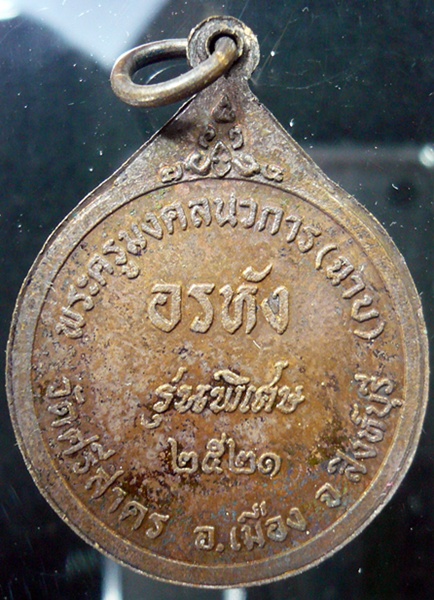 พระครูมงคลนวการ(ฆาบ)
อรหัง
รุ่นพิเศษ
๒๕๒๑
วัดศรีสาคร อ.เมือง จ.สิงห์บุรี